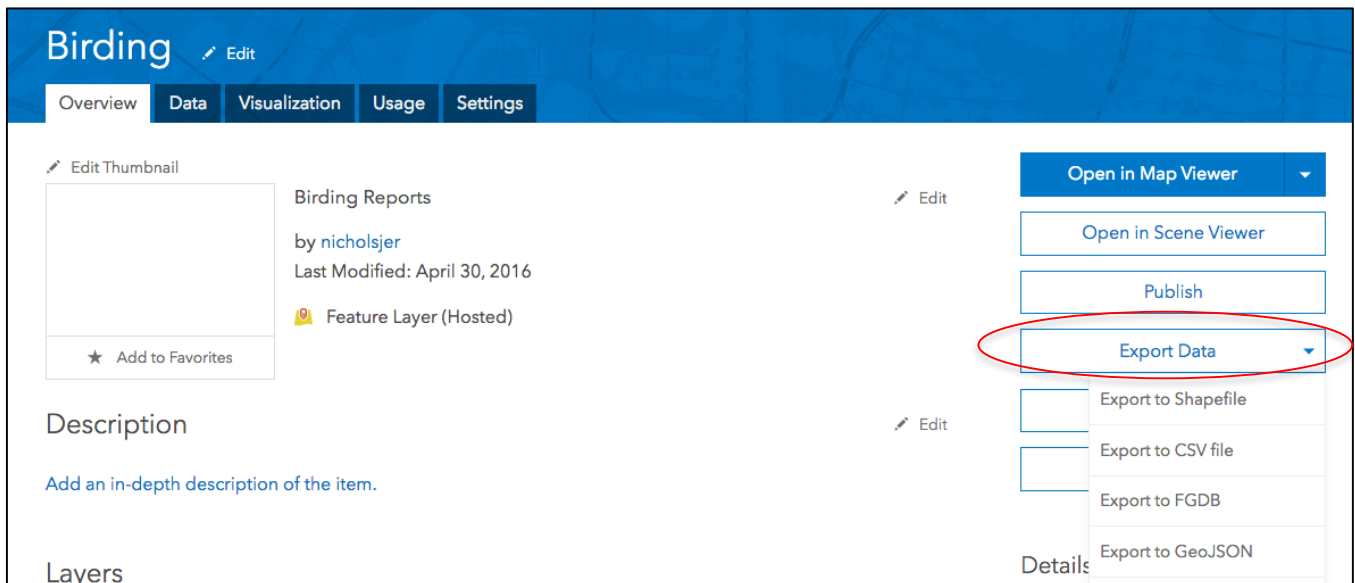 Birding Edit
Overview Data Visualization Usage Settings
Edit Thumbnail
Birding Reports
Edit
by nicholsjer
Last Modified: April 30, 2016
Feature Layer (Hosted)
Add to Favorites
Description
Edit
Add an in-depth description of the item.
Layers
Open in Map Viewer
Open in Scene Viewer
Publish
Export Data
Export to Shapefile
Export to CSV file
Export to FGDB
Export to GeoJSON
Details